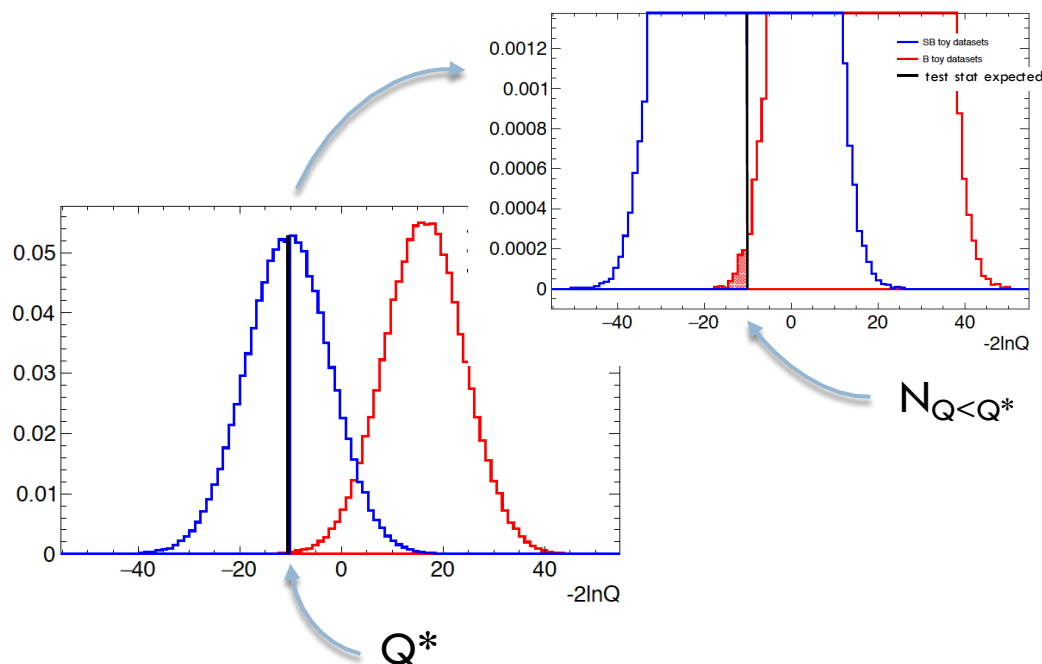 0.0012
0.001
0.0008
0.0006
0.0004
0.0002
0
−40 −20 0 20 40
-2lnQ
SB toy datasets
B toy datasets
test stat expected
0.05
0.04
0.03
0.02
0.01
0
−40 −20 0 20 40
-2lnQ
N_{Q<Q*}
Q*